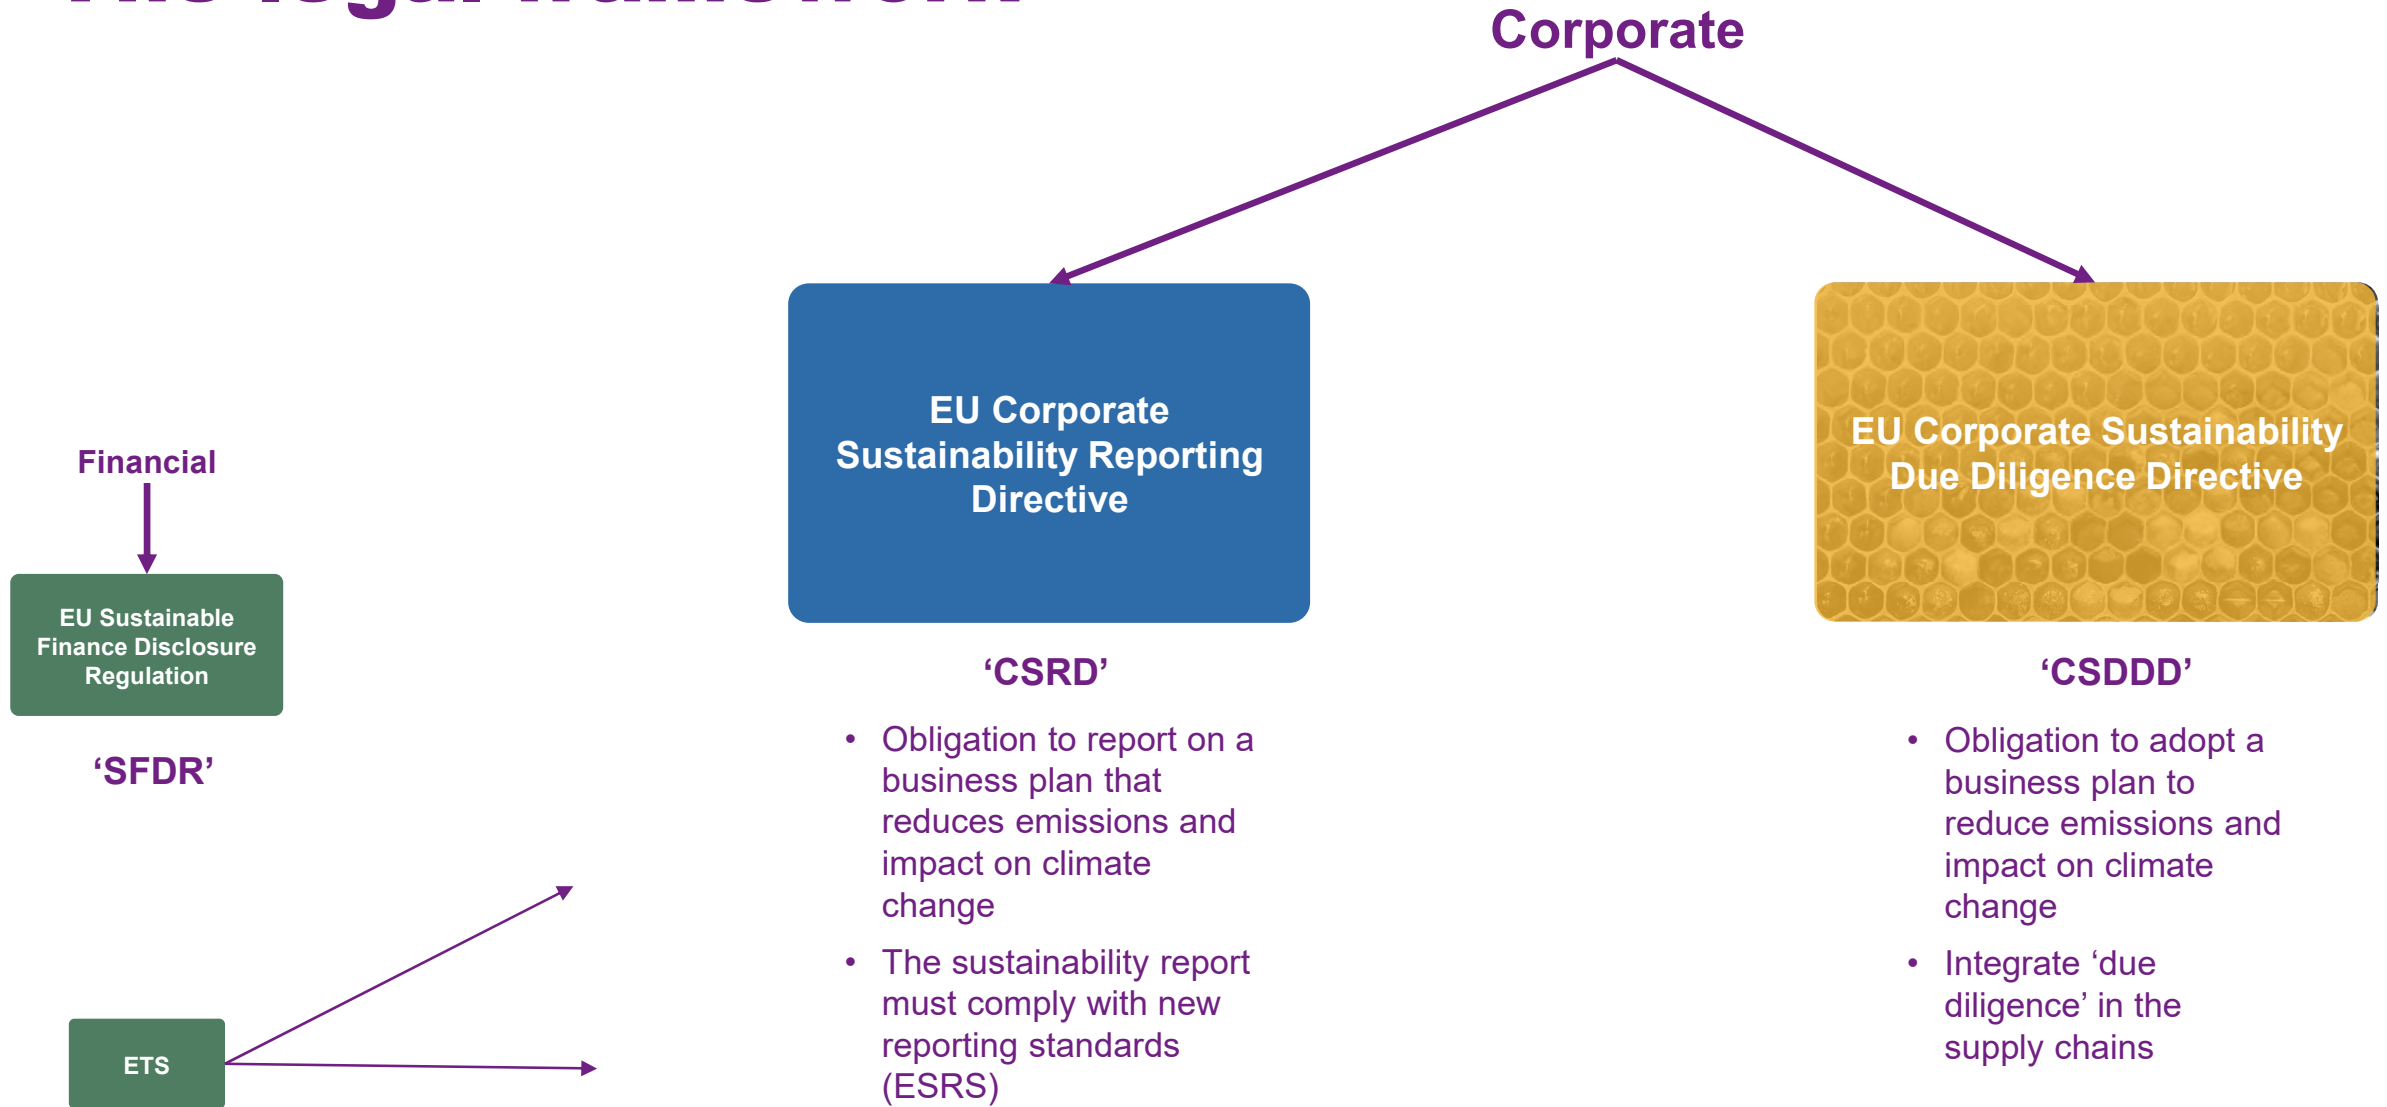 The legal framework
Corporate
EU Corporate
Sustainability Reporting
Directive
EU Corporate Sustainability
Due Diligence Directive
Financial
EU Sustainable
Finance Disclosure
Regulation
‘SFDR’
‘CSRD’
• Obligation to report on a
business plan that
reduces emissions and
impact on climate
change
• The sustainability report
must comply with new
reporting standards
(ESRS)
‘CSDDD’
• Obligation to adopt a
business plan to
reduce emissions and
impact on climate
change
• Integrate ‘due
diligence’ in the
supply chains
ETS